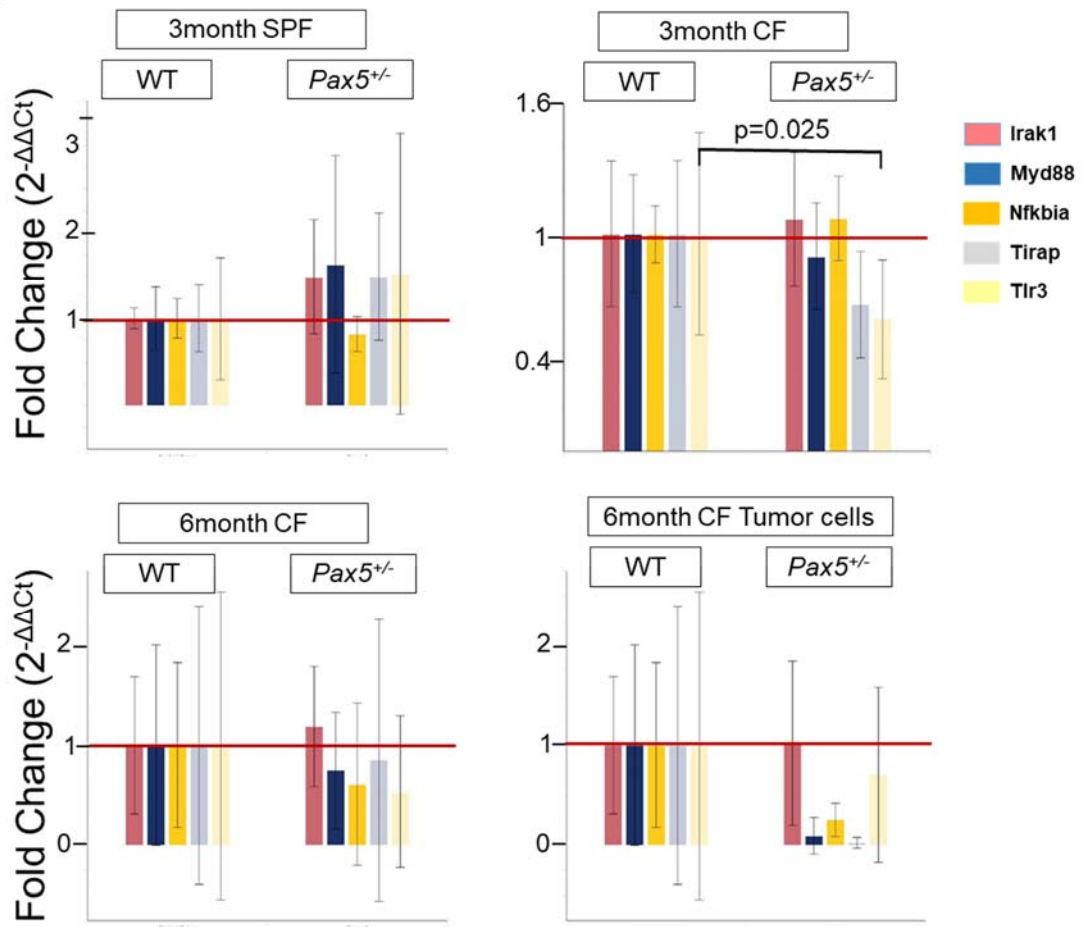 3month SPF
WT
Pax5+/-
Fold Change (2-ΔΔCt)
3
2
1
3month CF
WT
Pax5+/-
1.6
1
0.4
p=0.025
Irak1
Myd88
Nfkbia
Tirap
Tlr3
6month CF
WT
Pax5+/-
Fold Change (2-ΔΔCt)
2
1
0
6month CF Tumor cells
WT
Pax5+/-
2
1
0